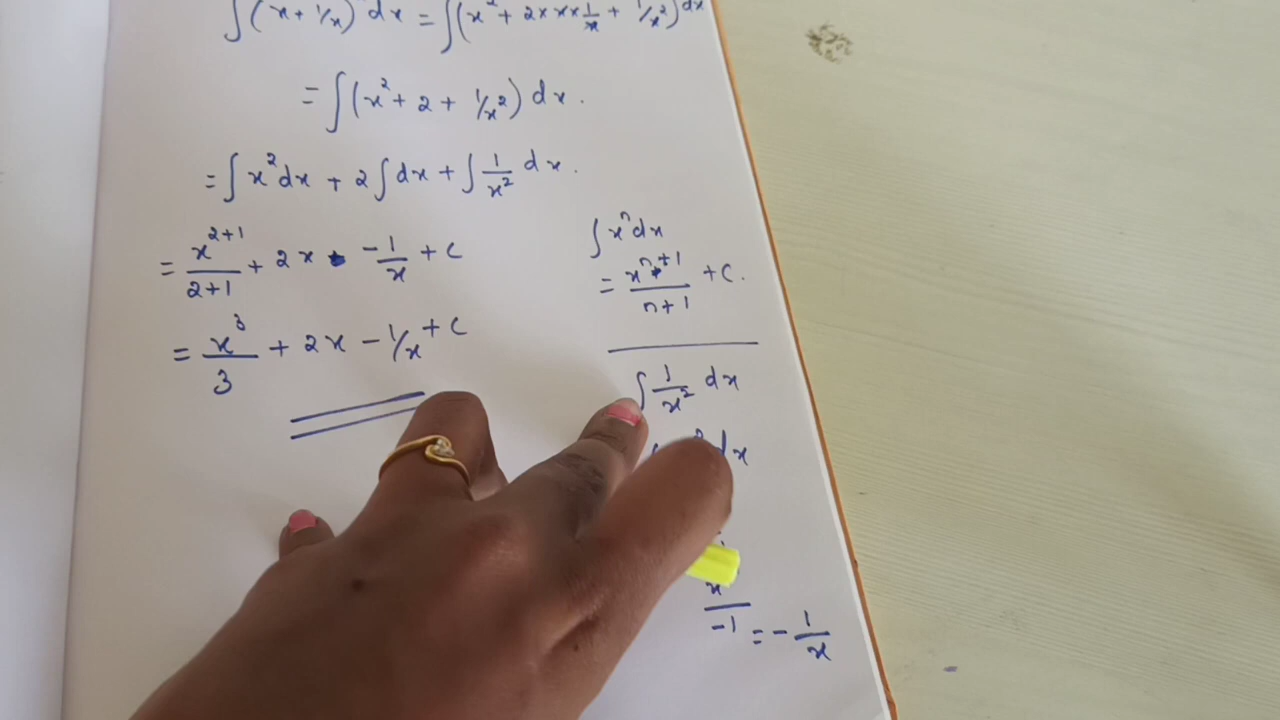 ∫(x + 1/x)² dx = ∫(x² + 2 × x × 1/x + 1/x²) dx
= ∫(x² + 2 + 1/x²) dx.
= ∫x² dx + 2∫dx + ∫ 1/x² dx.
= x^(2+1)/(2+1) + 2x - 1/x + c
= x³/3 + 2x - 1/x + c
∫xⁿ dx
= x^(n+1)/(n+1) + c.
∫ 1/x² dx
dx
x/-1 = - 1/x